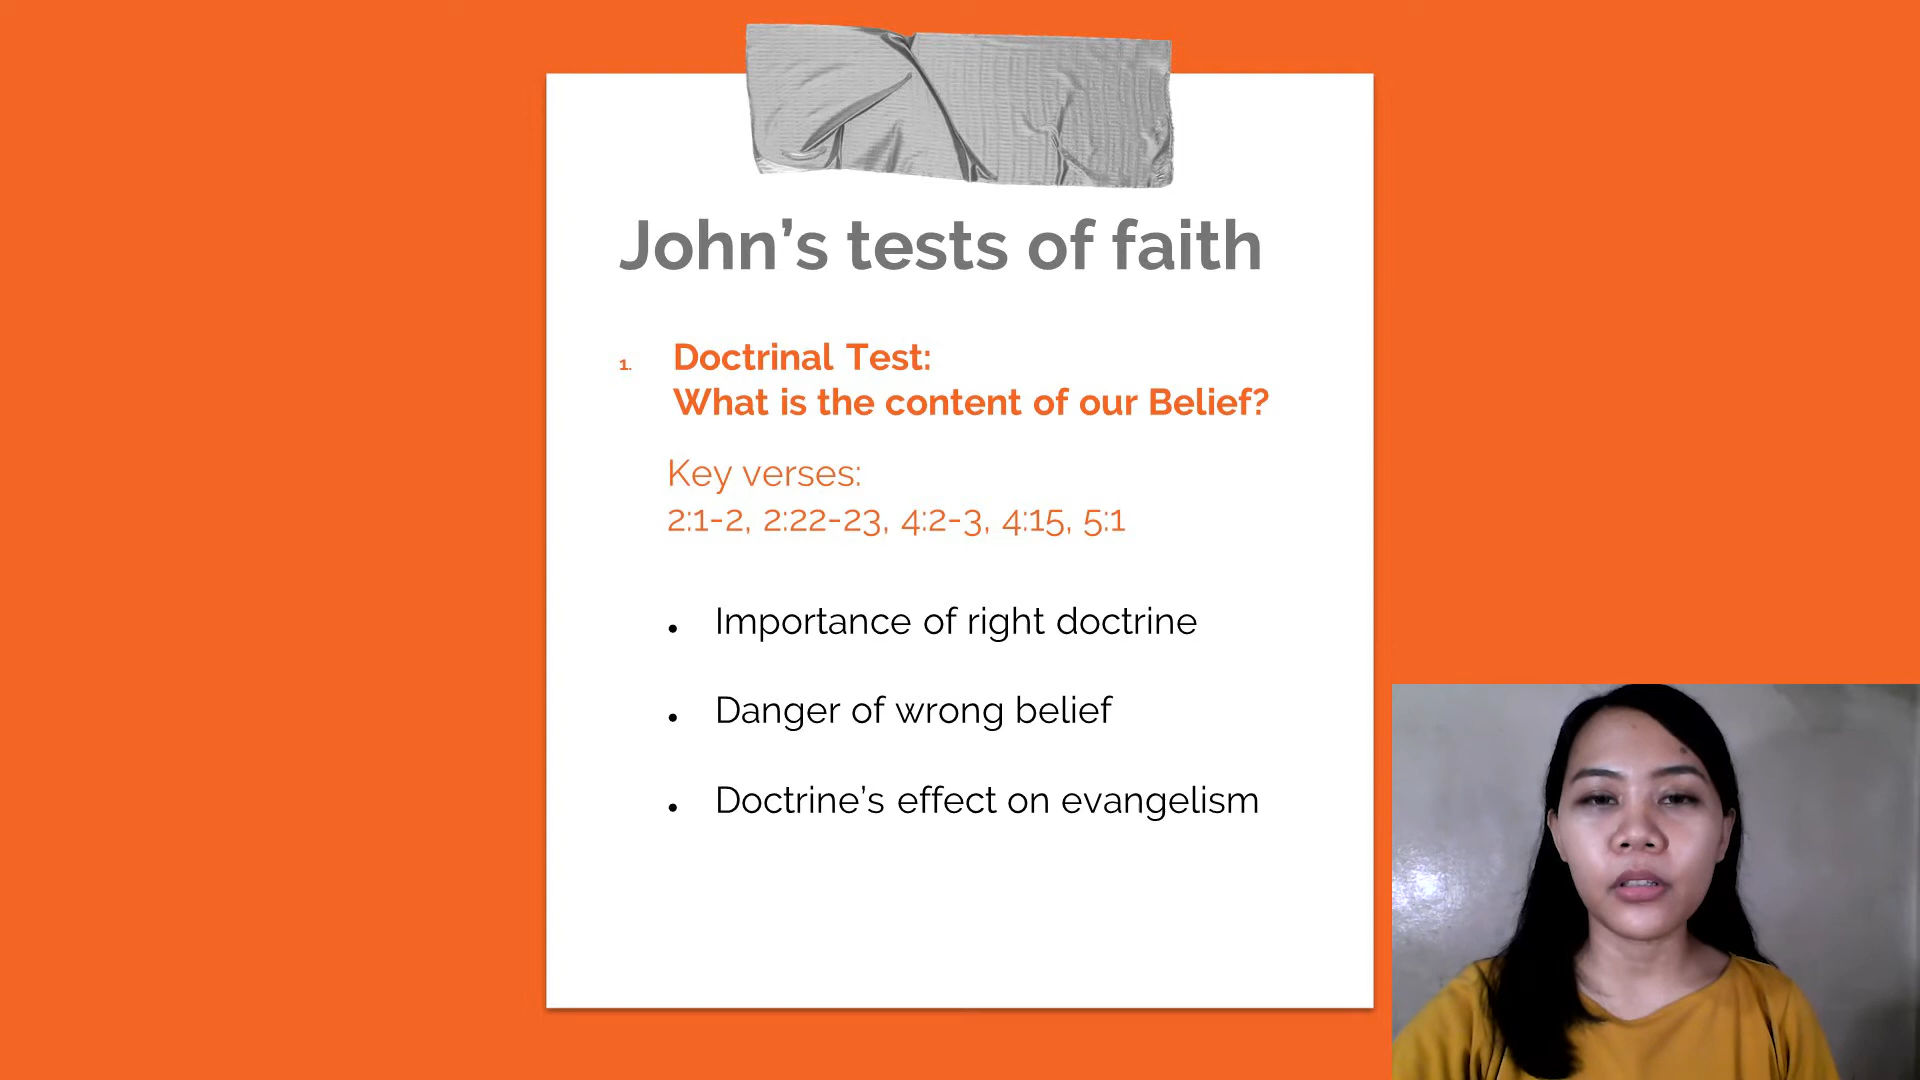 John’s tests of faith
1. Doctrinal Test:
What is the content of our Belief?
Key verses:
2:1-2, 2:22-23, 4:2-3, 4:15, 5:1
• Importance of right doctrine
• Danger of wrong belief
• Doctrine’s effect on evangelism